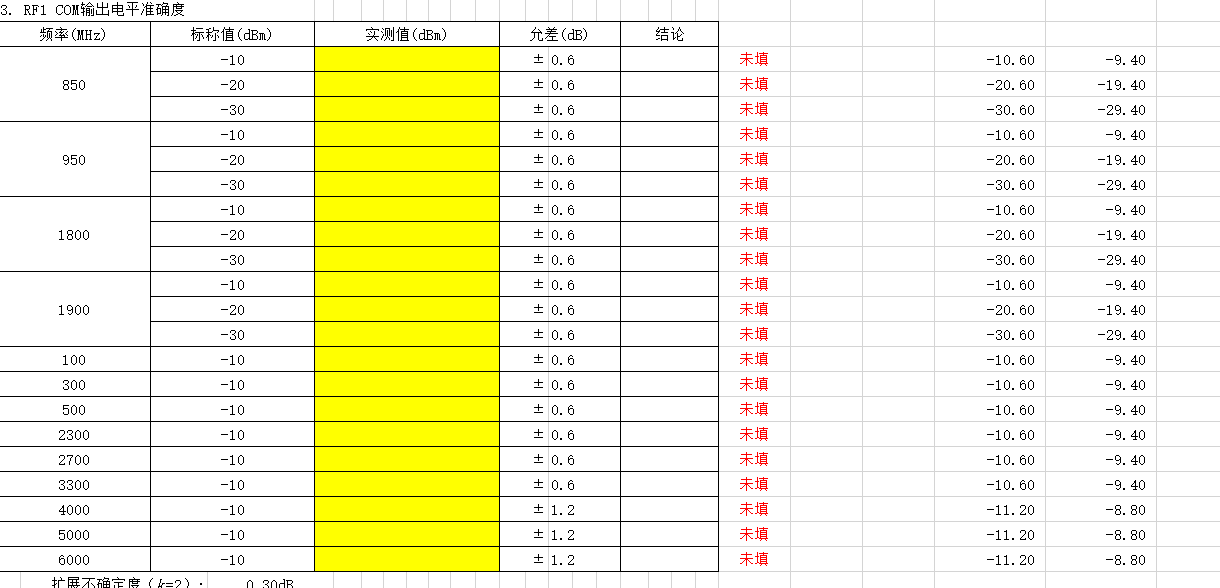 3. RF1 COM输出电平准确度
频率(MHz) 标称值(dBm) 实测值(dBm) 允差(dB) 结论
-10 ± 0.6 未填 -10.60 -9.40
850 -20 ± 0.6 未填 -20.60 -19.40
-30 ± 0.6 未填 -30.60 -29.40
-10 ± 0.6 未填 -10.60 -9.40
950 -20 ± 0.6 未填 -20.60 -19.40
-30 ± 0.6 未填 -30.60 -29.40
-10 ± 0.6 未填 -10.60 -9.40
1800 -20 ± 0.6 未填 -20.60 -19.40
-30 ± 0.6 未填 -30.60 -29.40
-10 ± 0.6 未填 -10.60 -9.40
1900 -20 ± 0.6 未填 -20.60 -19.40
-30 ± 0.6 未填 -30.60 -29.40
100 -10 ± 0.6 未填 -10.60 -9.40
300 -10 ± 0.6 未填 -10.60 -9.40
500 -10 ± 0.6 未填 -10.60 -9.40
2300 -10 ± 0.6 未填 -10.60 -9.40
2700 -10 ± 0.6 未填 -10.60 -9.40
3300 -10 ± 0.6 未填 -10.60 -9.40
4000 -10 ± 1.2 未填 -11.20 -8.80
5000 -10 ± 1.2 未填 -11.20 -8.80
6000 -10 ± 1.2 未填 -11.20 -8.80
扩展不确定度(k=2): 0.30dB